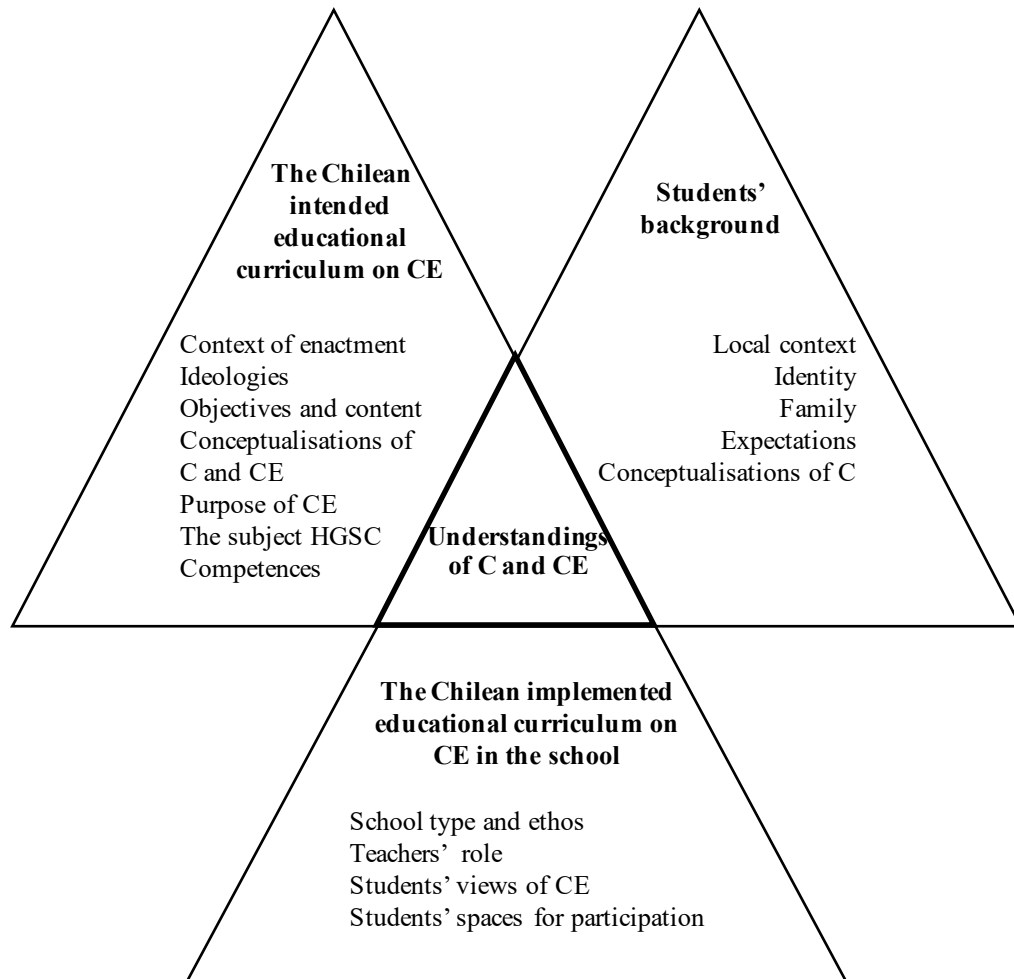 The Chilean
intended
educational
curriculum on CE
Context of enactment
Ideologies
Objectives and content
Conceptualisations of
C and CE
Purpose of CE
The subject HGSC
Competences
Students’
background
Local context
Identity
Family
Expectations
Conceptualisations of C
Understandings
of C and CE
The Chilean implemented
educational curriculum on
CE in the school
School type and ethos
Teachers’ role
Students’ views of CE
Students’ spaces for participation